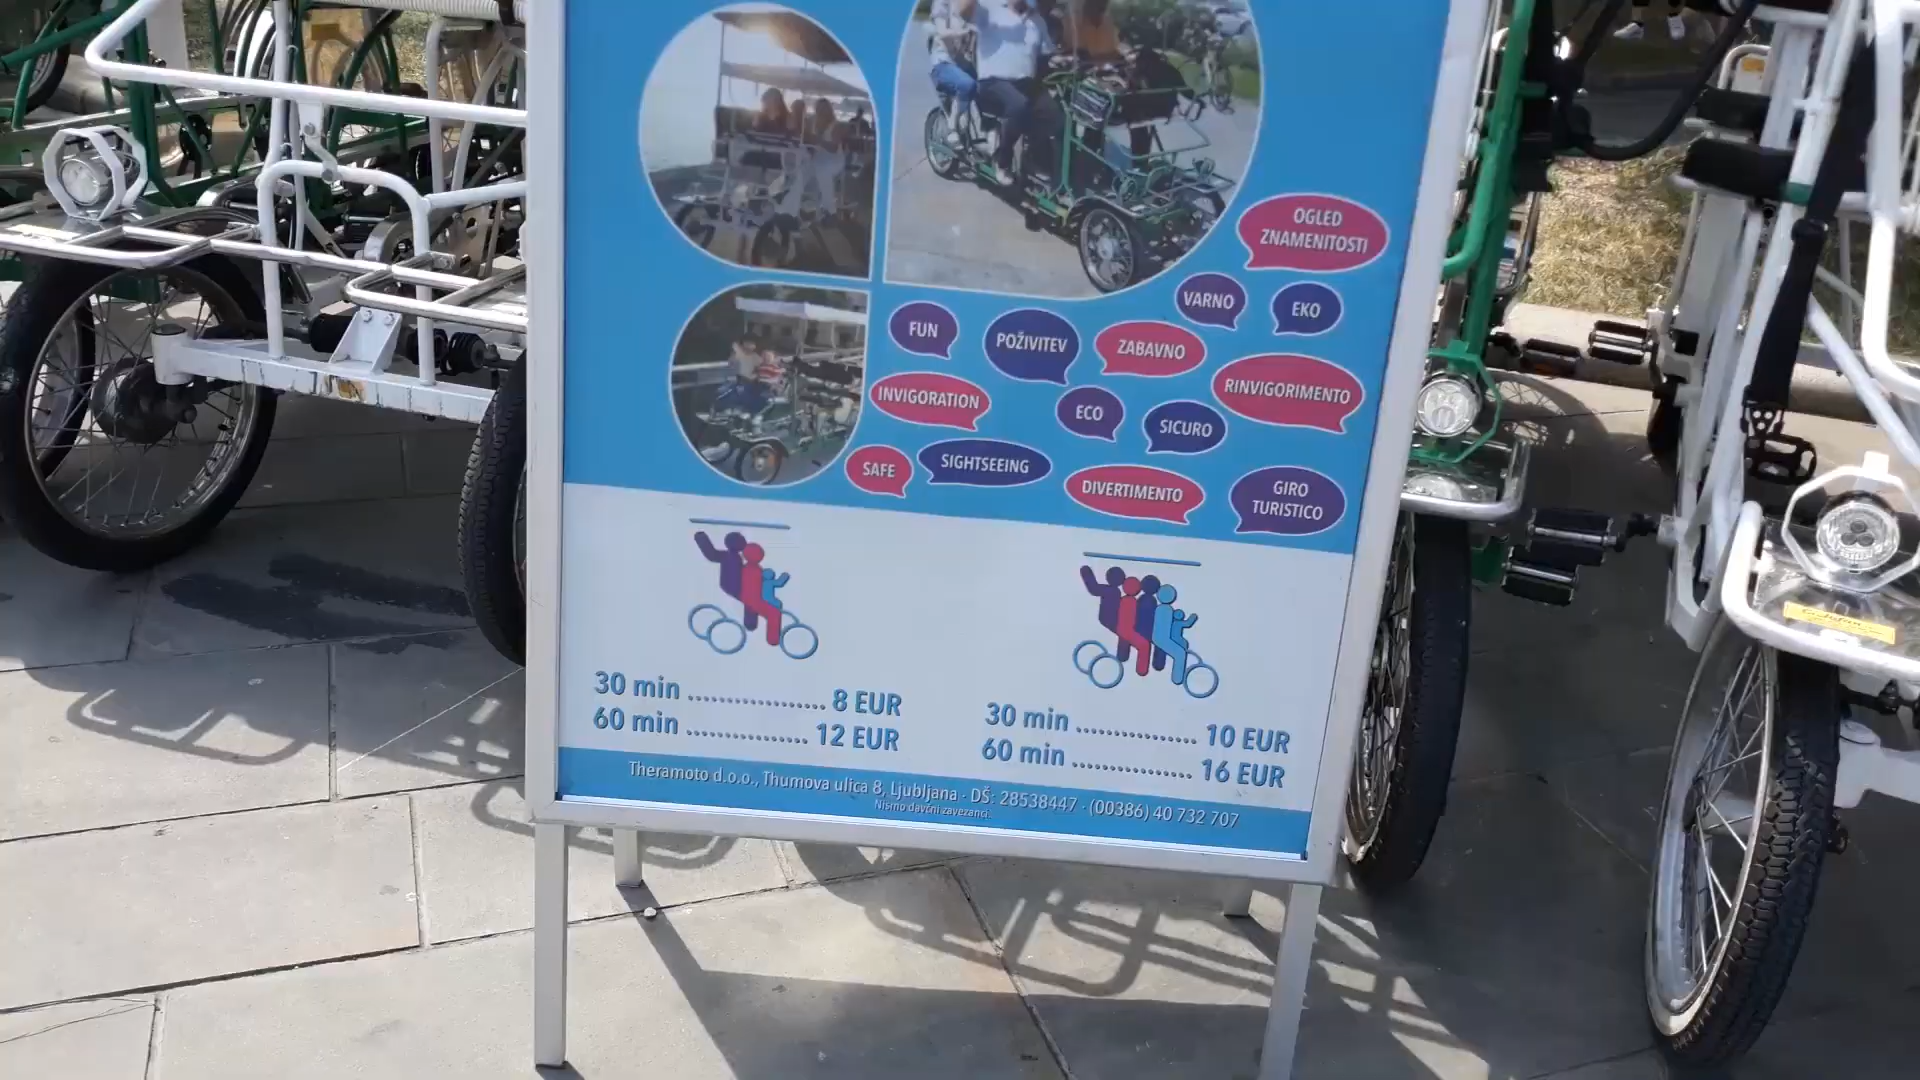 OGLED
ZNAMENITOSTI
VARNO
EKO
FUN
POŽIVITEV
ZABAVNO
RINVIGORIMENTO
INVIGORATION
ECO
SICURO
SAFE
SIGHTSEEING
DIVERTIMENTO
GIRO
TURISTICO
30 min .................. 8 EUR
60 min ................ 12 EUR
30 min ................ 10 EUR
60 min ................ 16 EUR
Theramoto d.o.o., Thumova ulica 8, Ljubljana · DŠ: 28538447 · (00386) 40 732 707
Nismo davčni zavezanci.